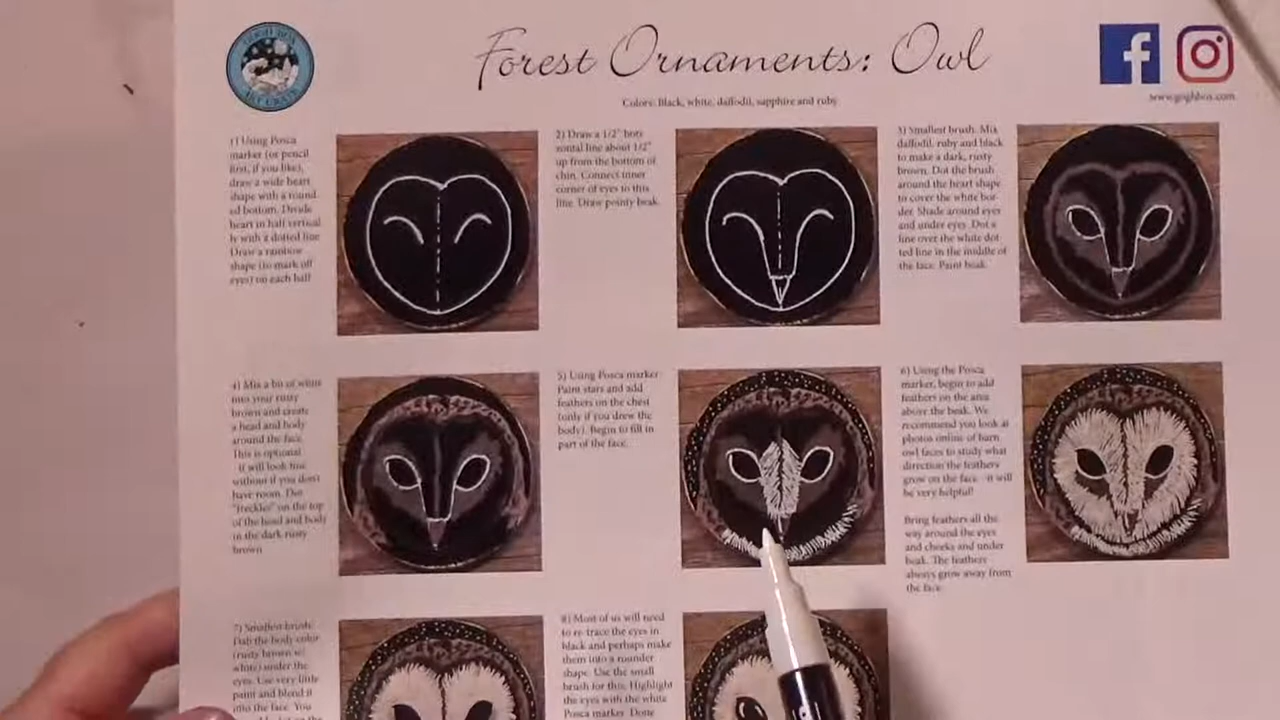 Forest Ornaments: Owl
Colors: Black, white, daffodil, sapphire and ruby
www.goghbox.com
1) Using Posca
marker (or pencil
first, if you like),
draw a wide heart
shape with a round
ed bottom. Divide
heart in half vertical
ly with a dotted line
Draw a rainbow
shape (to mark off
eyes) on each half
2) Draw a 1/2" hori
zontal line about 1/2"
up from the bottom of
chin. Connect inner
corner of eyes to this
line. Draw pointy beak.
3) Smallest brush. Mix
daffodil, ruby and black
to make a dark, rusty
brown. Dot the brush
around the heart shape
to cover the white bor-
der. Shade around eyes
and under eyes. Dot a
line over the white dot-
ted line in the middle of
the face. Paint beak.
4) Mix a bit of white
into your rusty
brown and create
a head and body
around the face.
This is optional
it will look fine
without if you don't
have room. Dot
"freckles" on the top
of the head and body
in the dark rusty
brown
5) Using Posca marker
Paint stars and add
feathers on the chest
(only if you drew the
body). Begin to fill in
part of the face.
6) Using the Posca
marker, begin to add
feathers on the area
above the beak. We
recommend you look at
photos online of barn
owl faces to study what
direction the feathers
grow on the face - it will
be very helpful!
Bring feathers all the
way around the eyes
and cheeks and under
beak. The feathers
always grow away from
the face.
7) Smallest brush.
Dab the body color
(rusty brown w/
white) under the
eyes. Use very little
paint and blend it
into the face. You
8) Most of us will need
to re-trace the eyes in
black and perhaps make
them into a rounder
shape. Use the small
brush for this. Highlight
the eyes with the white
Posca marker. Dotte